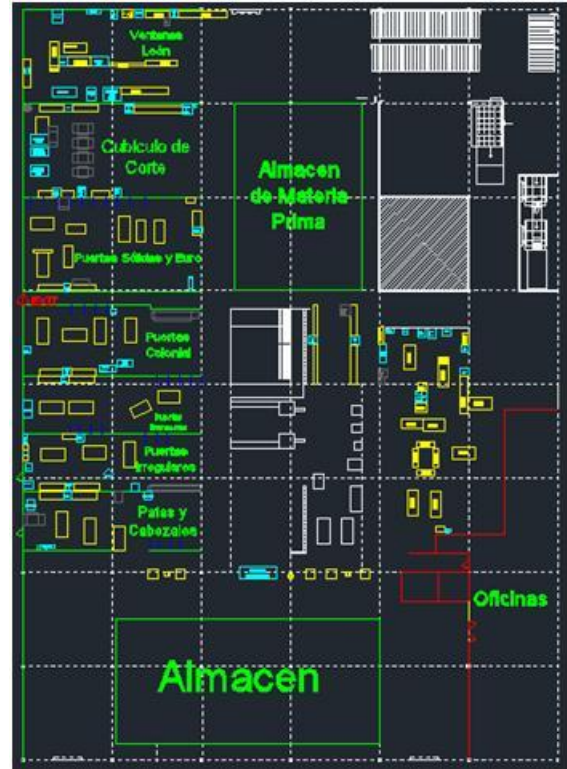 Ventanas
León
Cubículo de
Corte
Almacen
de Materia
Prima
Puertas Sólidas y Euro
Puertas
Colonial
Puertas
Irregulares
Patas y
Cabezales
Oficinas
Almacen